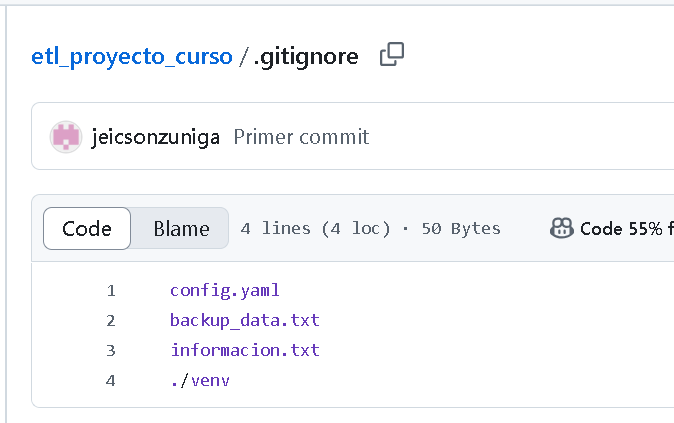 etl_proyecto_curso / .gitignore
jeicsonzuniga Primer commit
Code Blame 4 lines (4 loc) · 50 Bytes Code 55% f
1 config.yaml
2 backup_data.txt
3 informacion.txt
4 ./venv